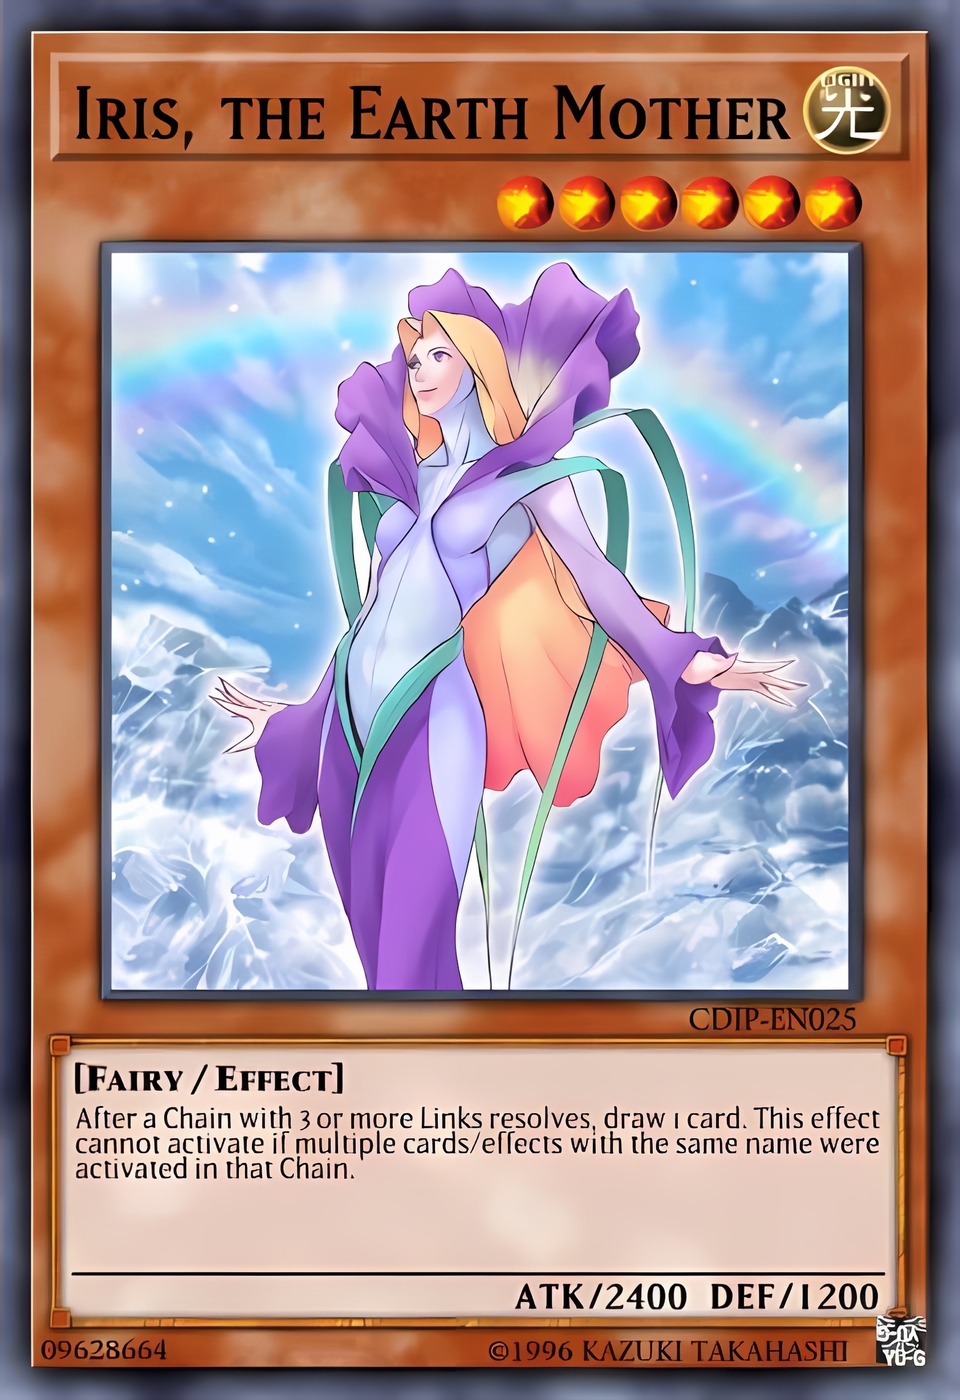 Iris, the Earth Mother
光
CDIP-EN025
[Fairy / Effect]
After a Chain with 3 or more Links resolves, draw 1 card. This effect
cannot activate if multiple cards/effects with the same name were
activated in that Chain.
ATK/2400 DEF/1200
09628664 ©1996 KAZUKI TAKAHASHI